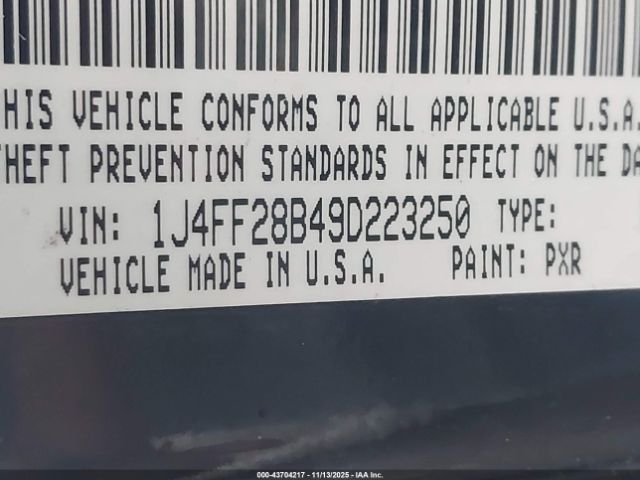 HIS VEHICLE CONFORMS TO ALL APPLICABLE U.S.A.
THEFT PREVENTION STANDARDS IN EFFECT ON THE DA
VIN: 1J4FF28B49D223250 TYPE:
VEHICLE MADE IN U.S.A. PAINT: PXR
000-43704217 - 11/13/2025 - IAA Inc.